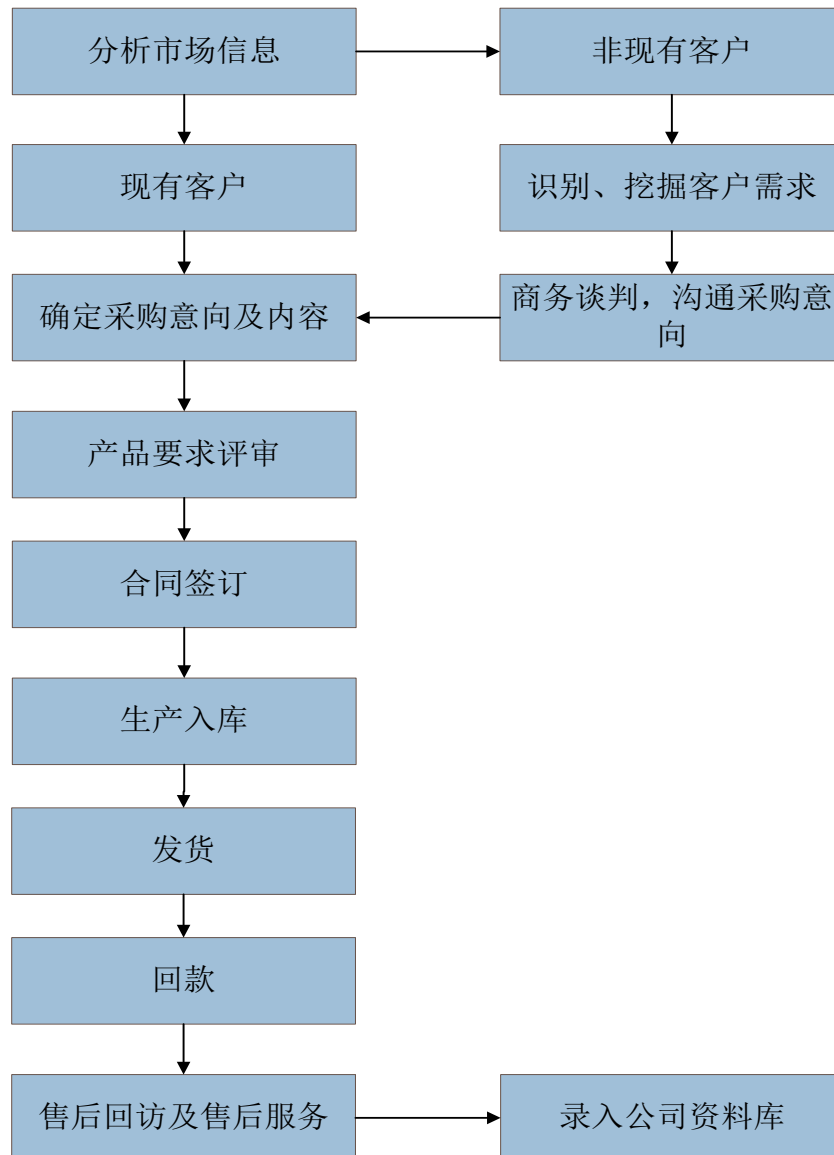 分析市场信息
非现有客户
现有客户
识别、挖掘客户需求
确定采购意向及内容
商务谈判，沟通采购意
向
产品要求评审
合同签订
生产入库
发货
回款
售后回访及售后服务
录入公司资料库